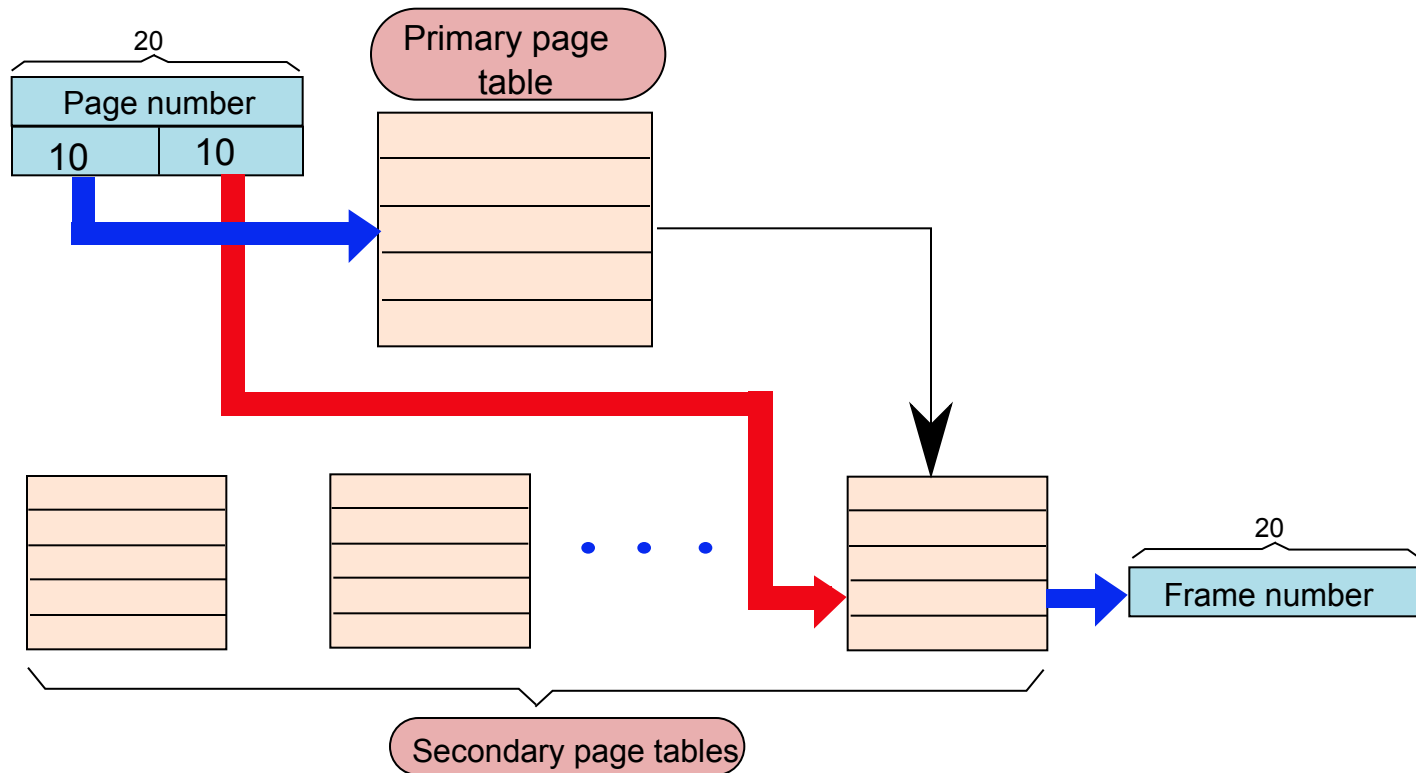 20
Page number
10
10
Primary page
table
20
Frame number
Secondary page tables